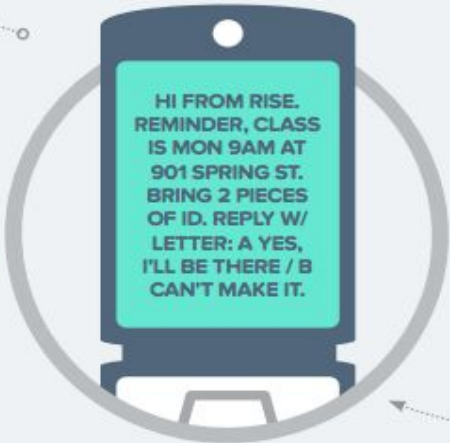 HI FROM RISE.
REMINDER, CLASS
IS MON 9AM AT
901 SPRING ST.
BRING 2 PIECES
OF ID. REPLY W/
LETTER: A YES,
I'LL BE THERE / B
CAN'T MAKE IT.